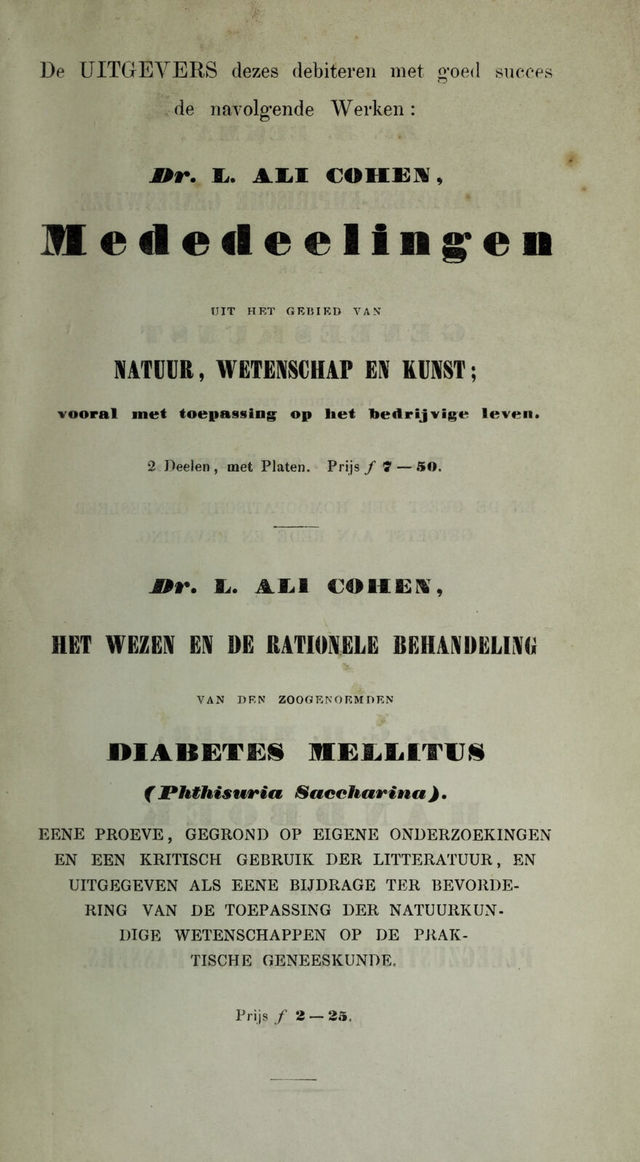 De UITGEVERS dezes debiteren met goed succes
de navolgende Werken :
Dr. L. ALI COHEN,
Mededeelingen
UIT HET GEBIED VAN
NATUUR, WETENSCHAP EN KUNST;
vooral met toepassing op het bedrijvige leven.
2 Deelen, met Platen. Prijs f 7 — 50.
Dr. L. ALI COHEN,
HET WEZEN EN DE RATIONELE BEHANDELING
VAN DEN ZOOGENOEMDEN
DIABETES MELLITUS
(Phthisuria Saccharina).
EENE PROEVE, GEGROND OP EIGENE ONDERZOEKINGEN
EN EEN KRITISCH GEBRUIK DER LITTERATUUR, EN
UITGEGEVEN ALS EENE BIJDRAGE TER BEVORDE-
RING VAN DE TOEPASSING DER NATUURKUN-
DIGE WETENSCHAPPEN OP DE PRAK-
TISCHE GENEESKUNDE.
Prijs f 2 — 25.